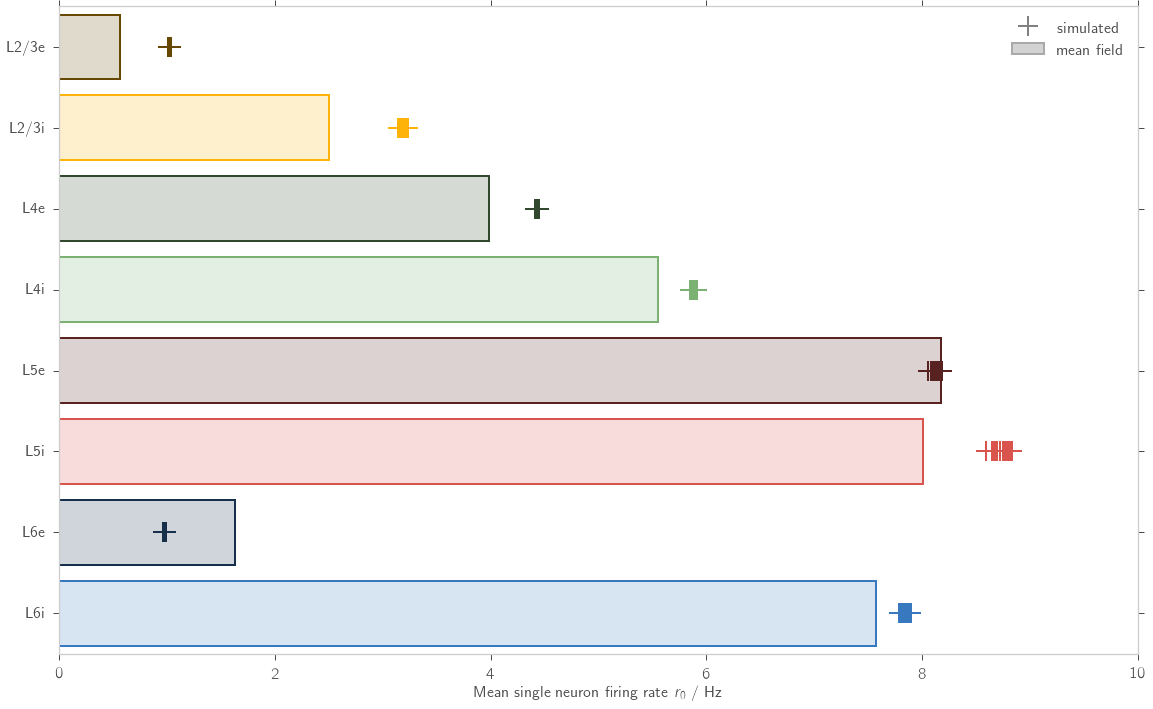 simulated
mean field
L2/3e
L2/3i
L4e
L4i
L5e
L5i
L6e
L6i
0 2 4 6 8 10
Mean single neuron firing rate r₀ / Hz